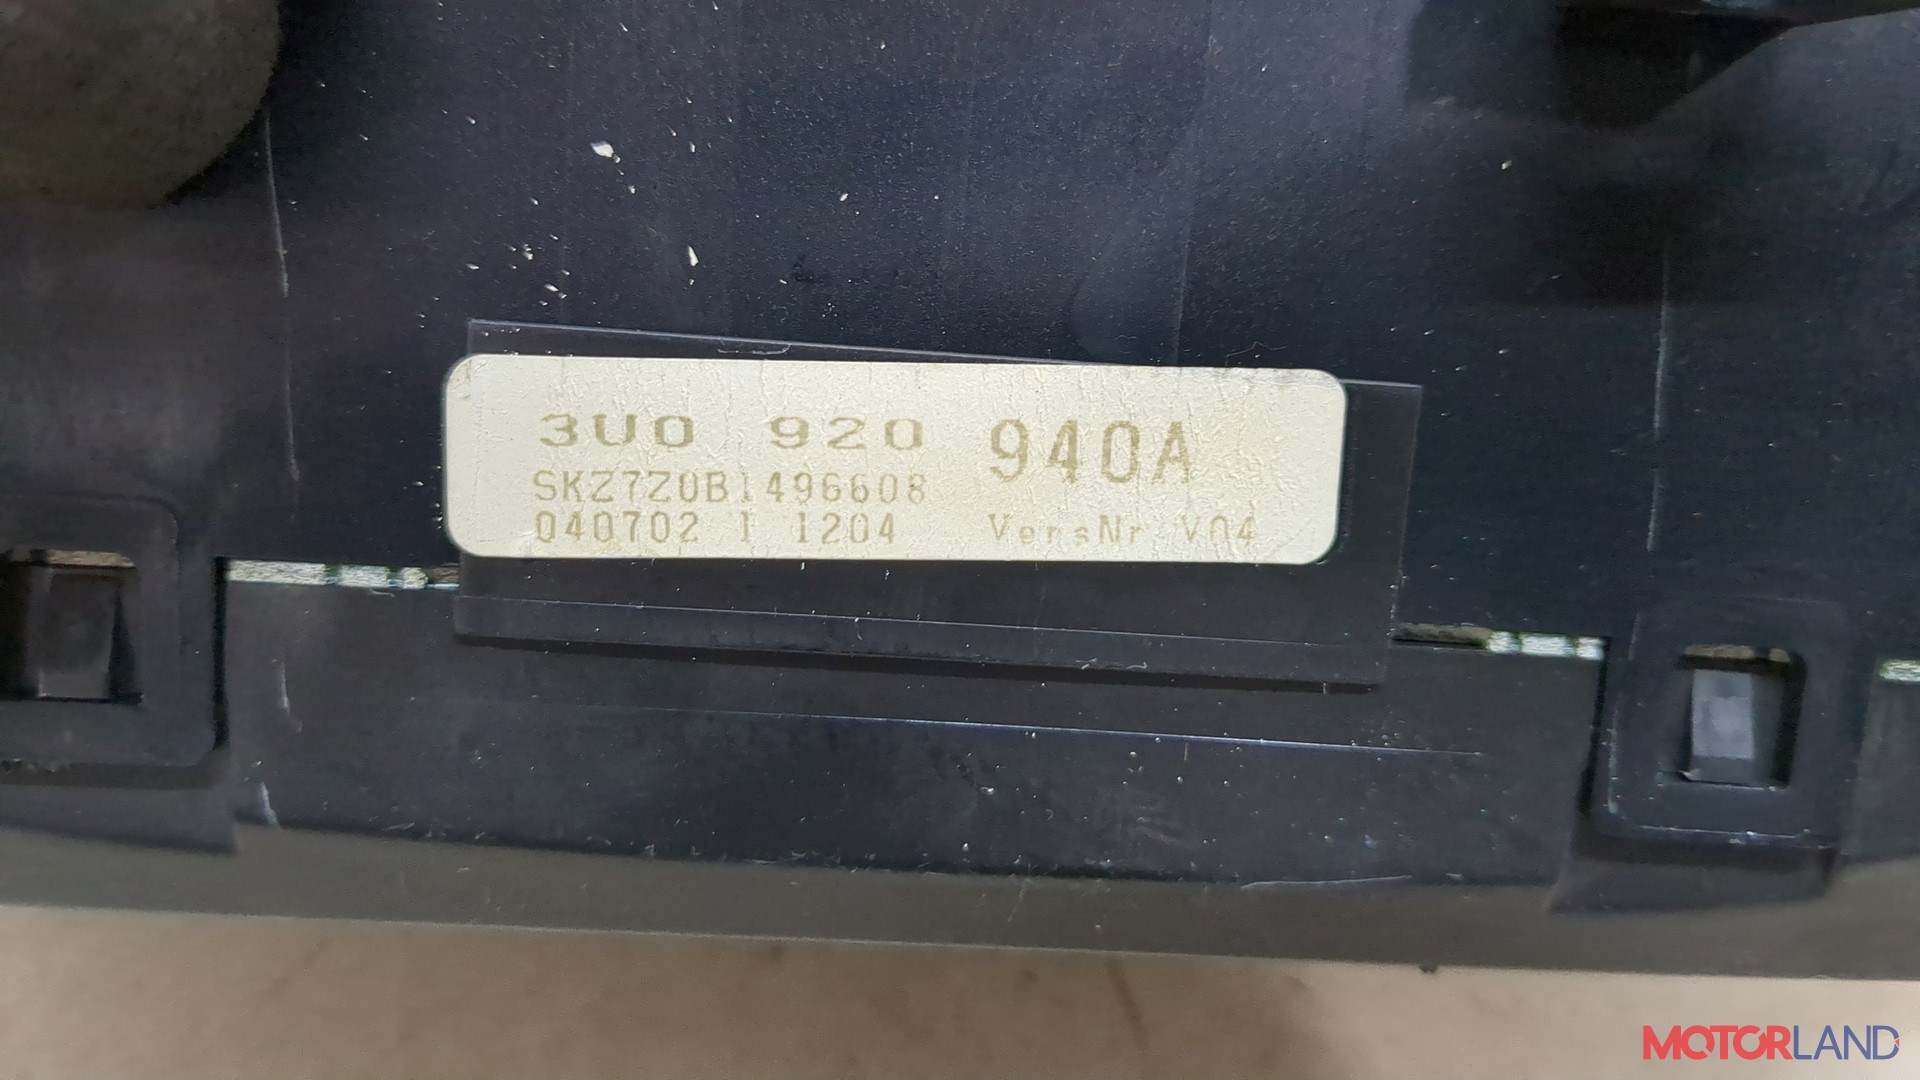 3U0 920 940A
SKZ7Z0B1496608
040702 1 1204 VersNr V04
MOTORLAND